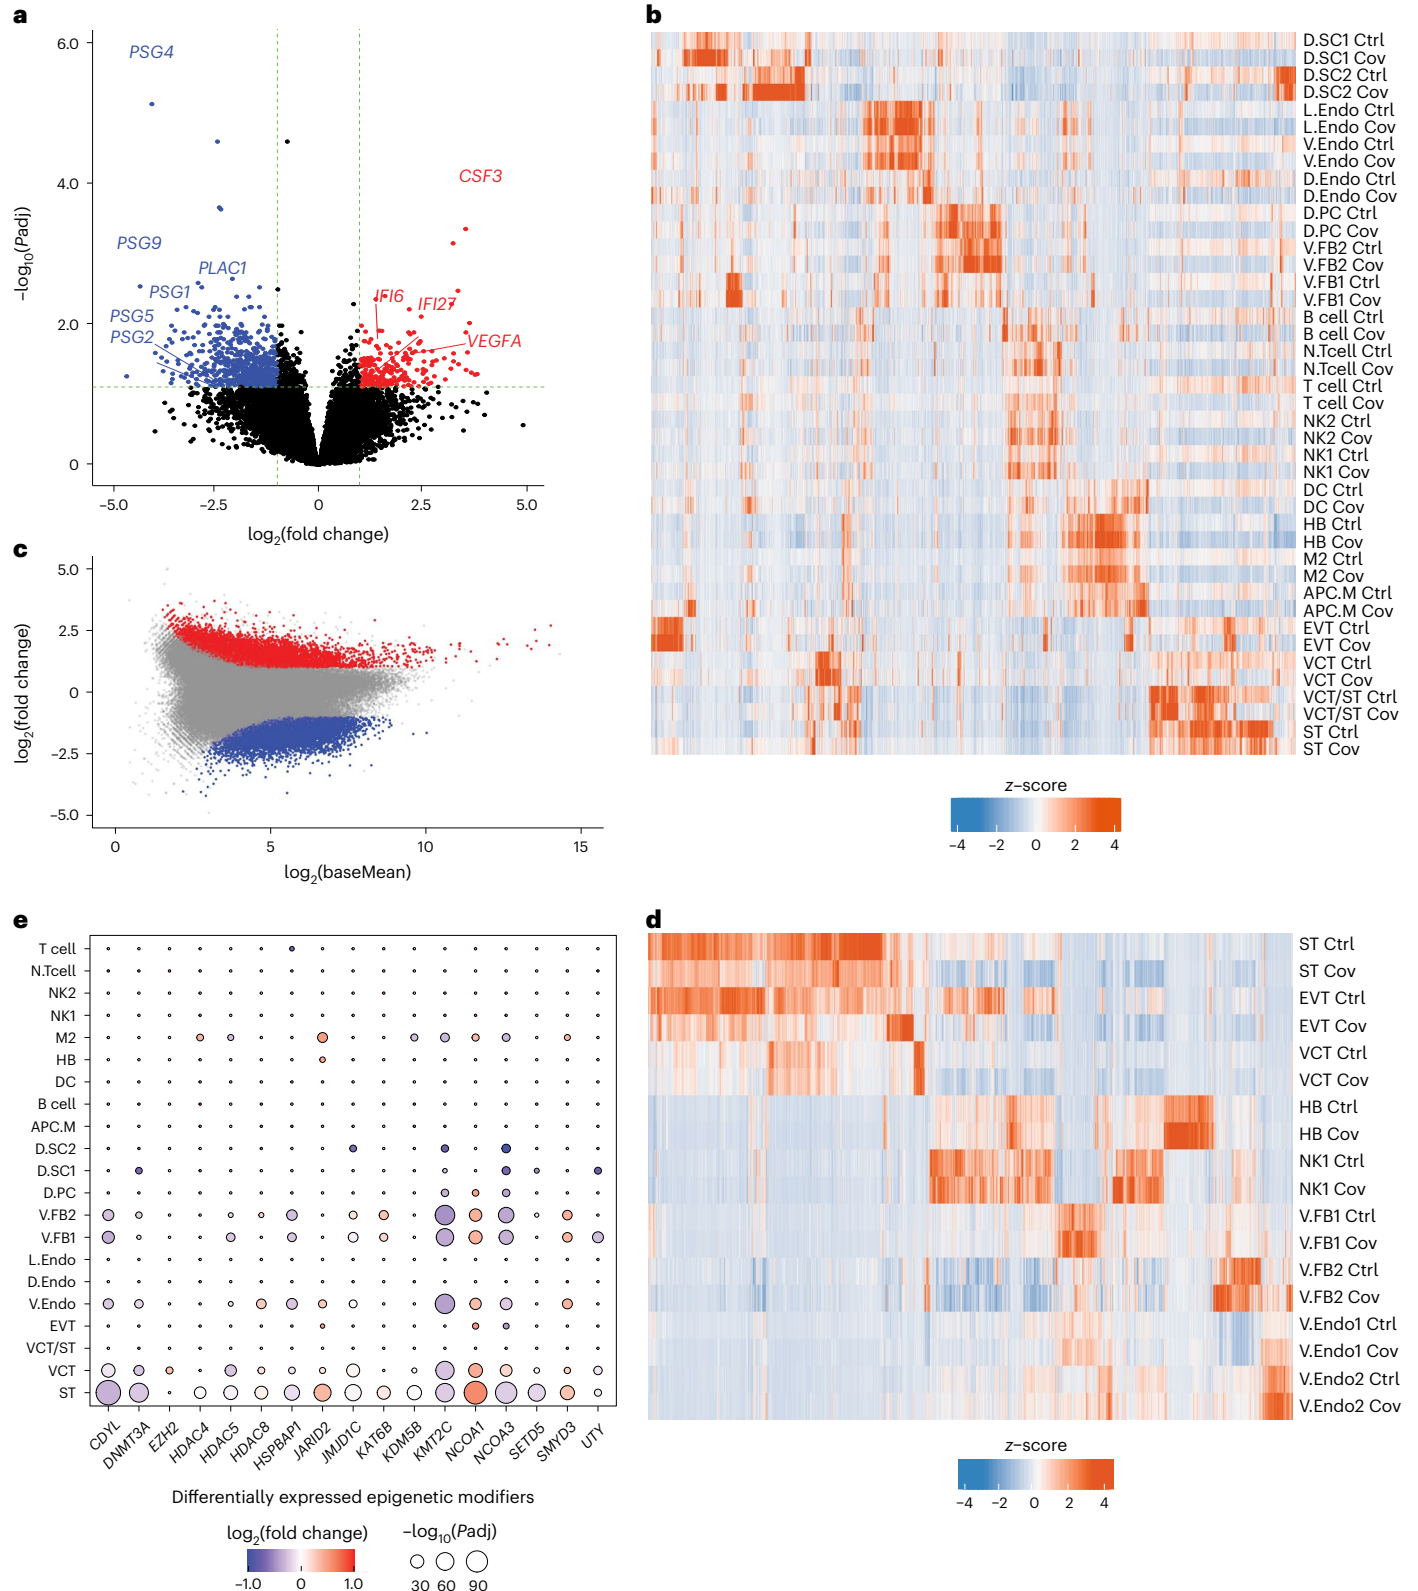 a
6.0
4.0
2.0
0
−log10(Padj)
PSG4
PSG9
PLAC1
PSG1
PSG5
PSG2
CSF3
IFI6
IFI27
VEGFA
−5.0
−2.5
0
2.5
5.0
log2(fold change)
b
D.SC1 Ctrl
D.SC1 Cov
D.SC2 Ctrl
D.SC2 Cov
L.Endo Ctrl
L.Endo Cov
V.Endo Ctrl
V.Endo Cov
D.Endo Ctrl
D.Endo Cov
D.PC Ctrl
D.PC Cov
V.FB2 Ctrl
V.FB2 Cov
V.FB1 Ctrl
V.FB1 Cov
B cell Ctrl
B cell Cov
N.Tcell Ctrl
N.Tcell Cov
T cell Ctrl
T cell Cov
NK2 Ctrl
NK2 Cov
NK1 Ctrl
NK1 Cov
DC Ctrl
DC Cov
HB Ctrl
HB Cov
M2 Ctrl
M2 Cov
APC.M Ctrl
APC.M Cov
EVT Ctrl
EVT Cov
VCT Ctrl
VCT Cov
VCT/ST Ctrl
VCT/ST Cov
ST Ctrl
ST Cov
z−score
−4 −2 0 2 4
c
5.0
2.5
0
−2.5
−5.0
log2(fold change)
0 5 10 15
log2(baseMean)
e
T cell
N.Tcell
NK2
NK1
M2
HB
DC
B cell
APC.M
D.SC2
D.SC1
D.PC
V.FB2
V.FB1
L.Endo
D.Endo
V.Endo
EVT
VCT/ST
VCT
ST
CDYL
DNMT3A
EZH2
HDAC4
HDAC5
HDAC8
HSPBAP1
JARID2
JMJD1C
KAT6B
KDM5B
KMT2C
NCOA1
NCOA3
SETD5
SMYD3
UTY
Differentially expressed epigenetic modifiers
log2(fold change)
−1.0 0 1.0
−log10(Padj)
30 60 90
d
ST Ctrl
ST Cov
EVT Ctrl
EVT Cov
VCT Ctrl
VCT Cov
HB Ctrl
HB Cov
NK1 Ctrl
NK1 Cov
V.FB1 Ctrl
V.FB1 Cov
V.FB2 Ctrl
V.FB2 Cov
V.Endo1 Ctrl
V.Endo1 Cov
V.Endo2 Ctrl
V.Endo2 Cov
z−score
−4 −2 0 2 4